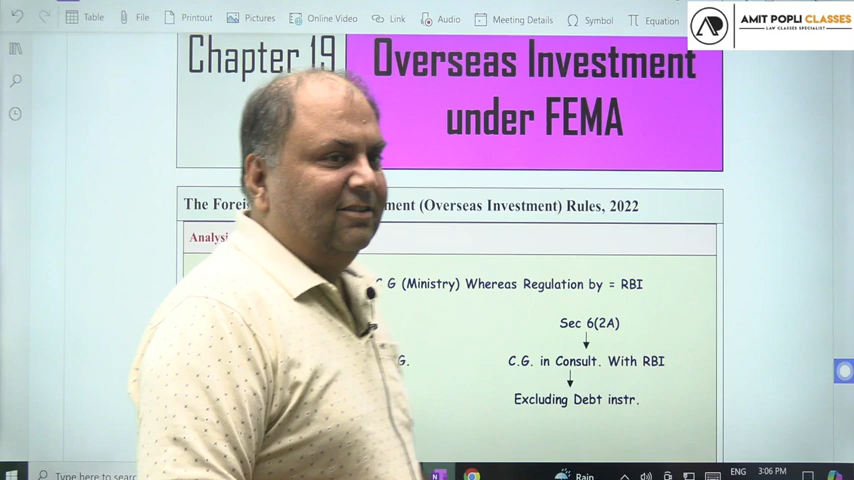 Table Picture Printout Pictures Online Video Link Audio Meeting Details Symbol Equation
AMIT POPLI CLASSES
LAW CLASSES SPECIALIST
Chapter 19
Overseas Investment
under FEMA
The Forei ment (Overseas Investment) Rules, 2022
Analysi
G (Ministry) Whereas Regulation by = RBI
Sec 6(2A)
G. C.G. in Consult. With RBI
Excluding Debt instr.
Type here to searc
Rain
ENG 3:06 PM